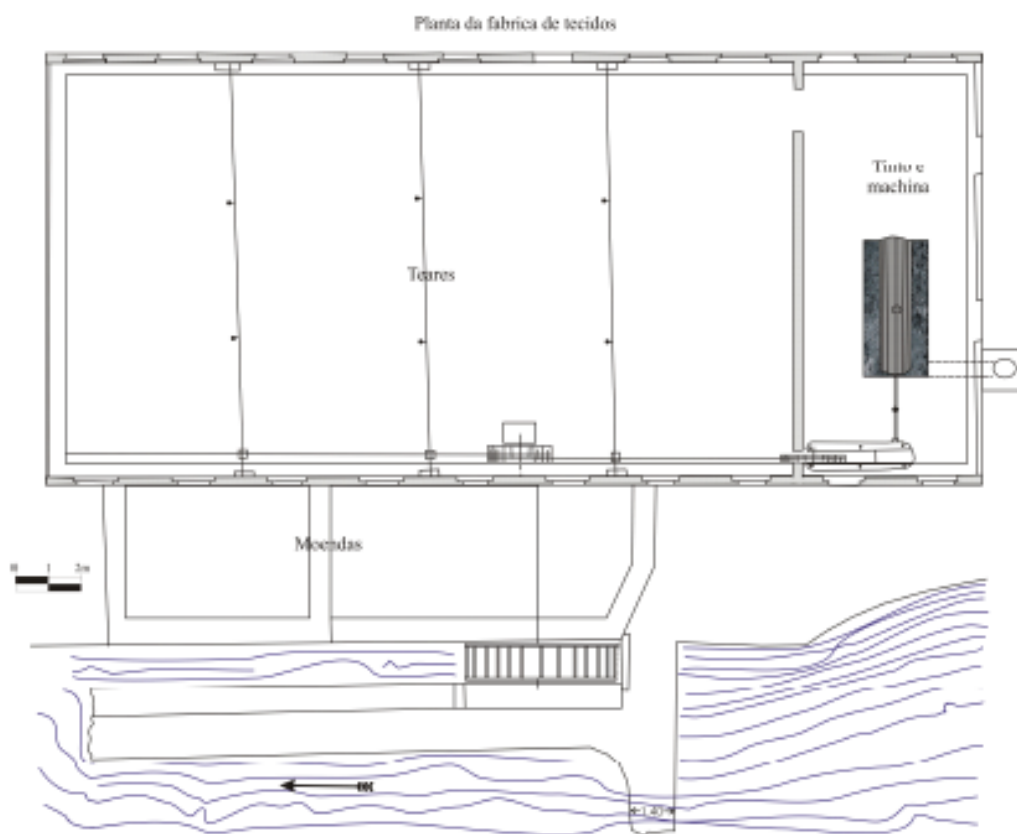 Planta da fabrica de tecidos
Tinto e
machina
Teares
Moendas
0 1 2m
1,40